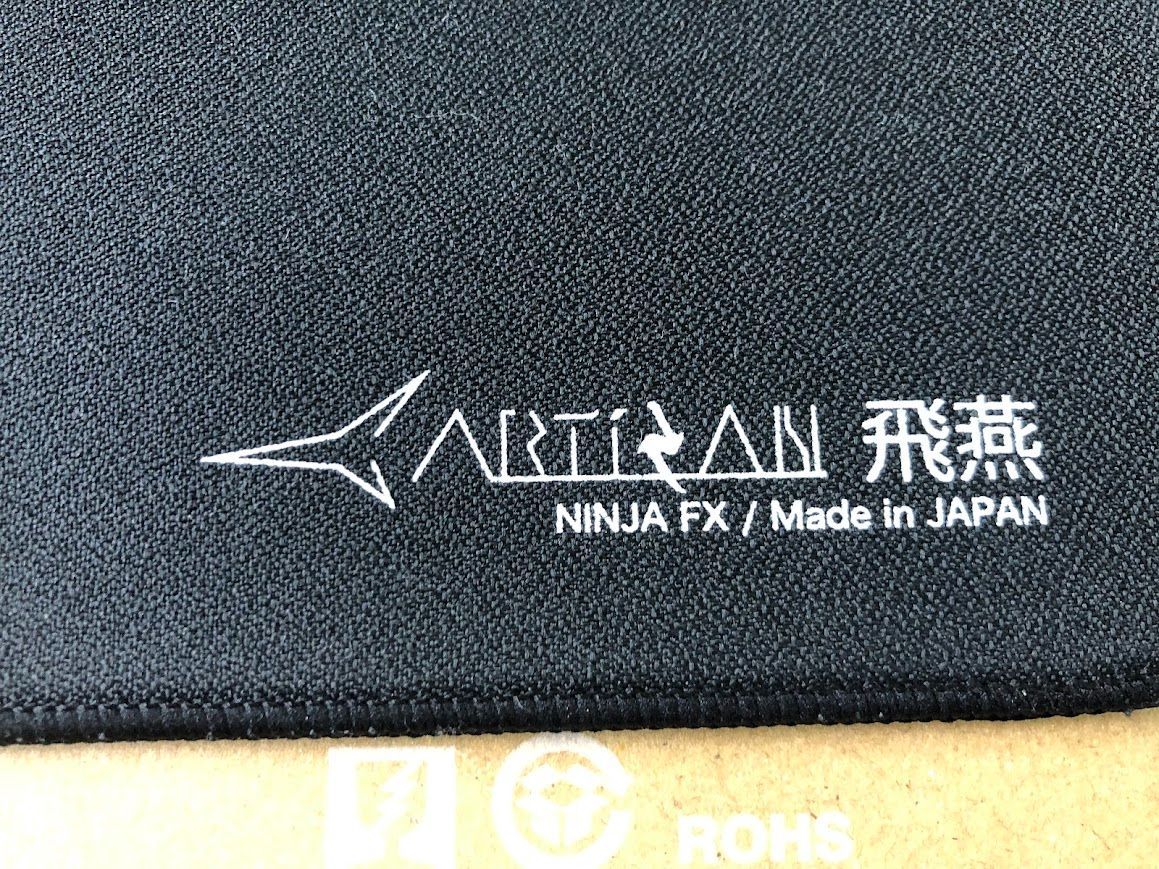 ARTISAN 飛燕
NINJA FX / Made in JAPAN
ROHS